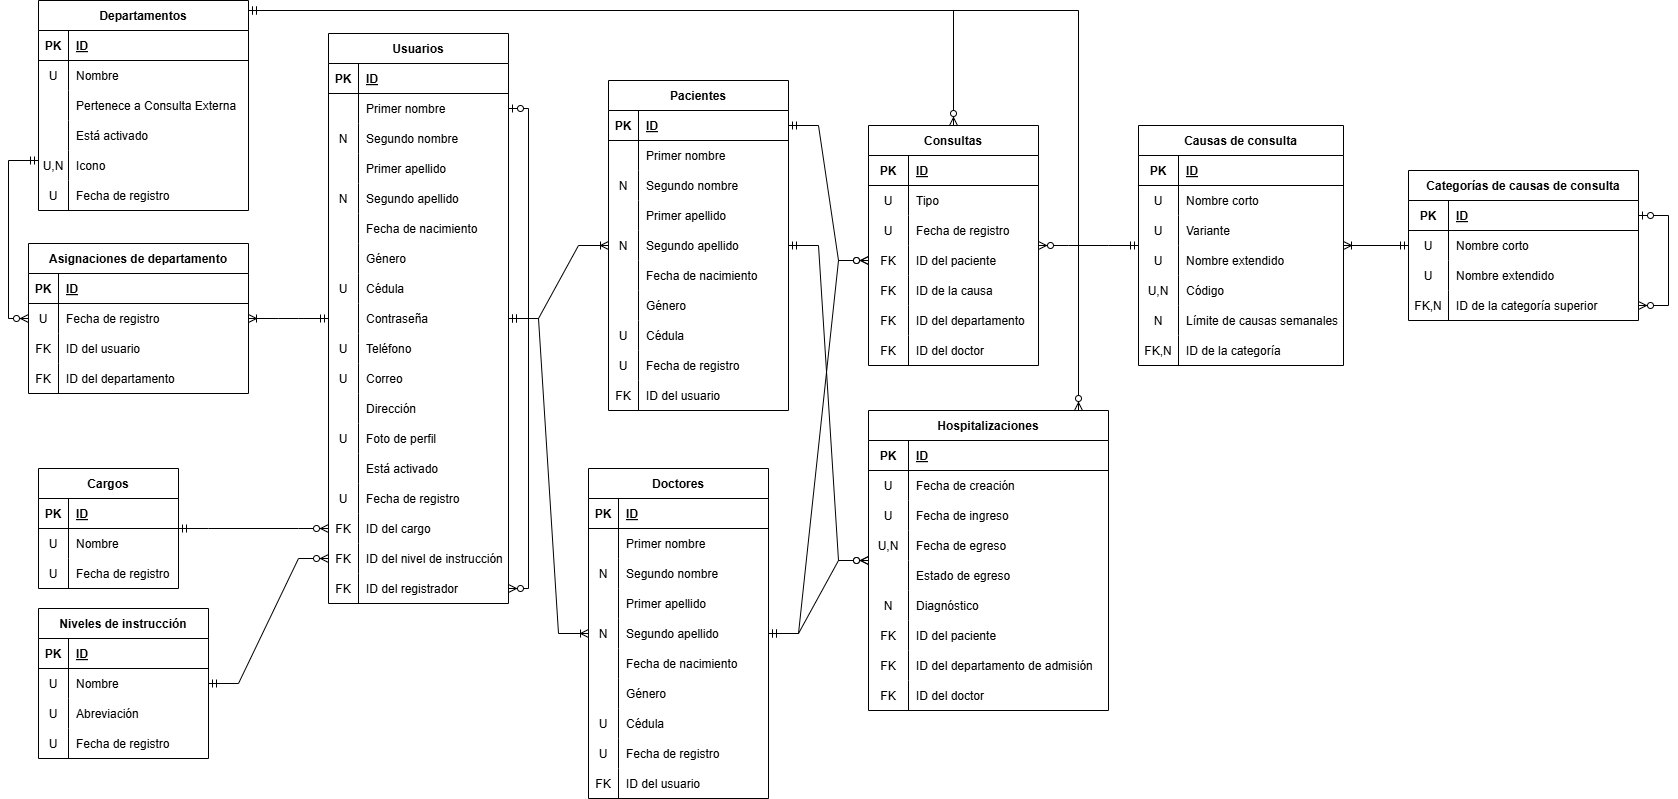 Departamentos
PK ID
U Nombre
Pertenece a Consulta Externa
Está activado
U,N Icono
U Fecha de registro
Asignaciones de departamento
PK ID
U Fecha de registro
FK ID del usuario
FK ID del departamento
Cargos
PK ID
U Nombre
U Fecha de registro
Niveles de instrucción
PK ID
U Nombre
U Abreviación
U Fecha de registro
Usuarios
PK ID
Primer nombre
N Segundo nombre
Primer apellido
N Segundo apellido
Fecha de nacimiento
Género
U Cédula
Contraseña
U Teléfono
U Correo
Dirección
U Foto de perfil
Está activado
U Fecha de registro
FK ID del cargo
FK ID del nivel de instrucción
FK ID del registrador
Pacientes
PK ID
Primer nombre
N Segundo nombre
Primer apellido
N Segundo apellido
Fecha de nacimiento
Género
U Cédula
U Fecha de registro
FK ID del usuario
Doctores
PK ID
Primer nombre
N Segundo nombre
Primer apellido
N Segundo apellido
Fecha de nacimiento
Género
U Cédula
U Fecha de registro
FK ID del usuario
Consultas
PK ID
U Tipo
U Fecha de registro
FK ID del paciente
FK ID de la causa
FK ID del departamento
FK ID del doctor
Hospitalizaciones
PK ID
U Fecha de creación
U Fecha de ingreso
U,N Fecha de egreso
Estado de egreso
N Diagnóstico
FK ID del paciente
FK ID del departamento de admisión
FK ID del doctor
Causas de consulta
PK ID
U Nombre corto
U Variante
U Nombre extendido
U,N Código
N Límite de causas semanales
FK,N ID de la categoría
Categorías de causas de consulta
PK ID
U Nombre corto
U Nombre extendido
FK,N ID de la categoría superior